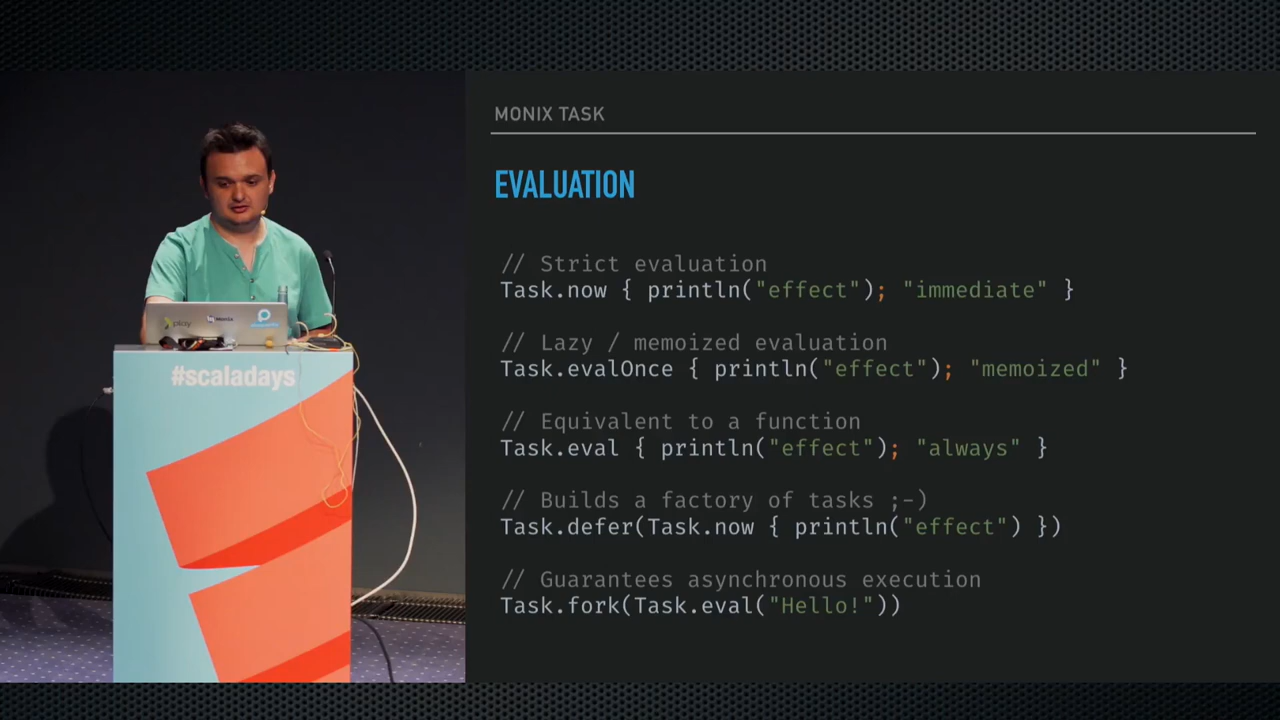 MONIX TASK
EVALUATION
// Strict evaluation
Task.now { println("effect"); "immediate" }
// Lazy / memoized evaluation
Task.evalOnce { println("effect"); "memoized" }
// Equivalent to a function
Task.eval { println("effect"); "always" }
// Builds a factory of tasks ;-)
Task.defer(Task.now { println("effect") })
// Guarantees asynchronous execution
Task.fork(Task.eval("Hello!"))
play
#scaladays